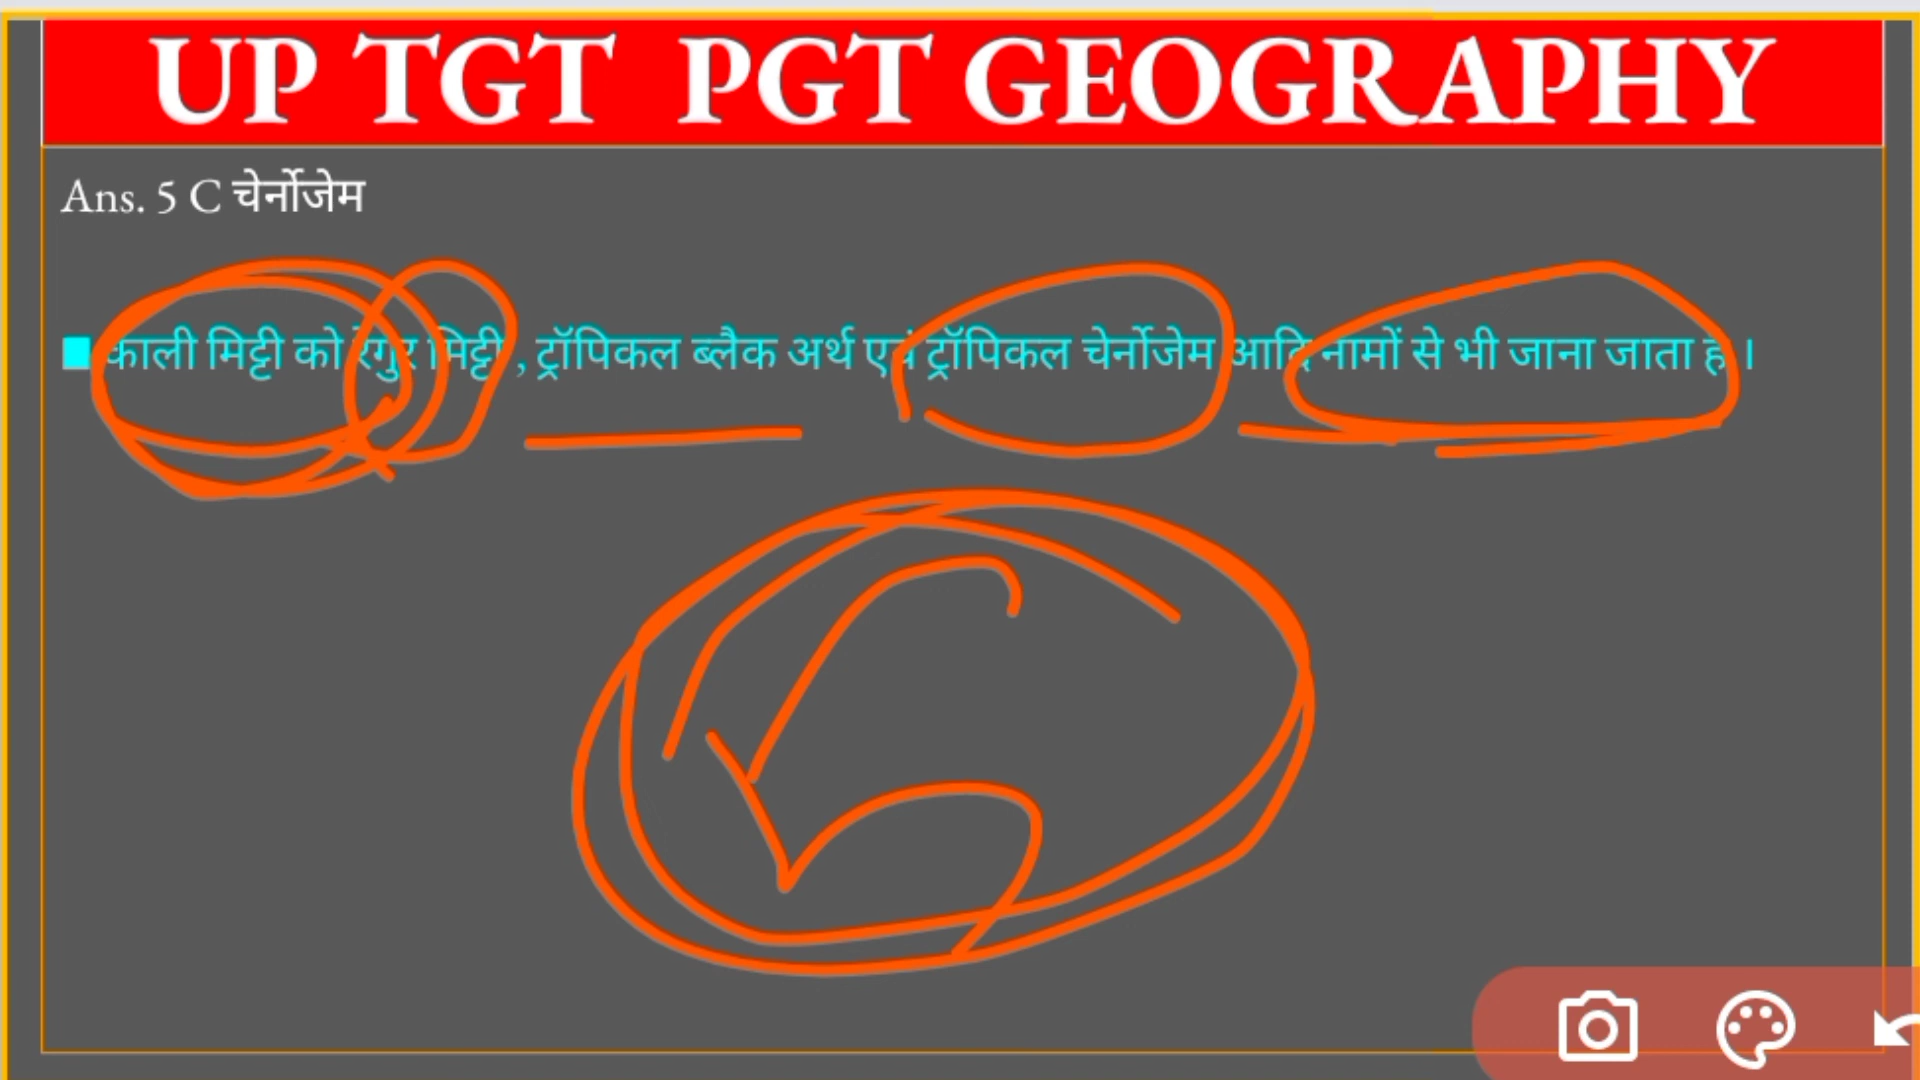 UP TGT PGT GEOGRAPHY
Ans. 5 C चेर्नोजेम
■ काली मिट्टी को रेगुर मिट्टी , ट्रॉपिकल ब्लैक अर्थ एवं ट्रॉपिकल चेर्नोजेम आदि नामों से भी जाना जाता है ।